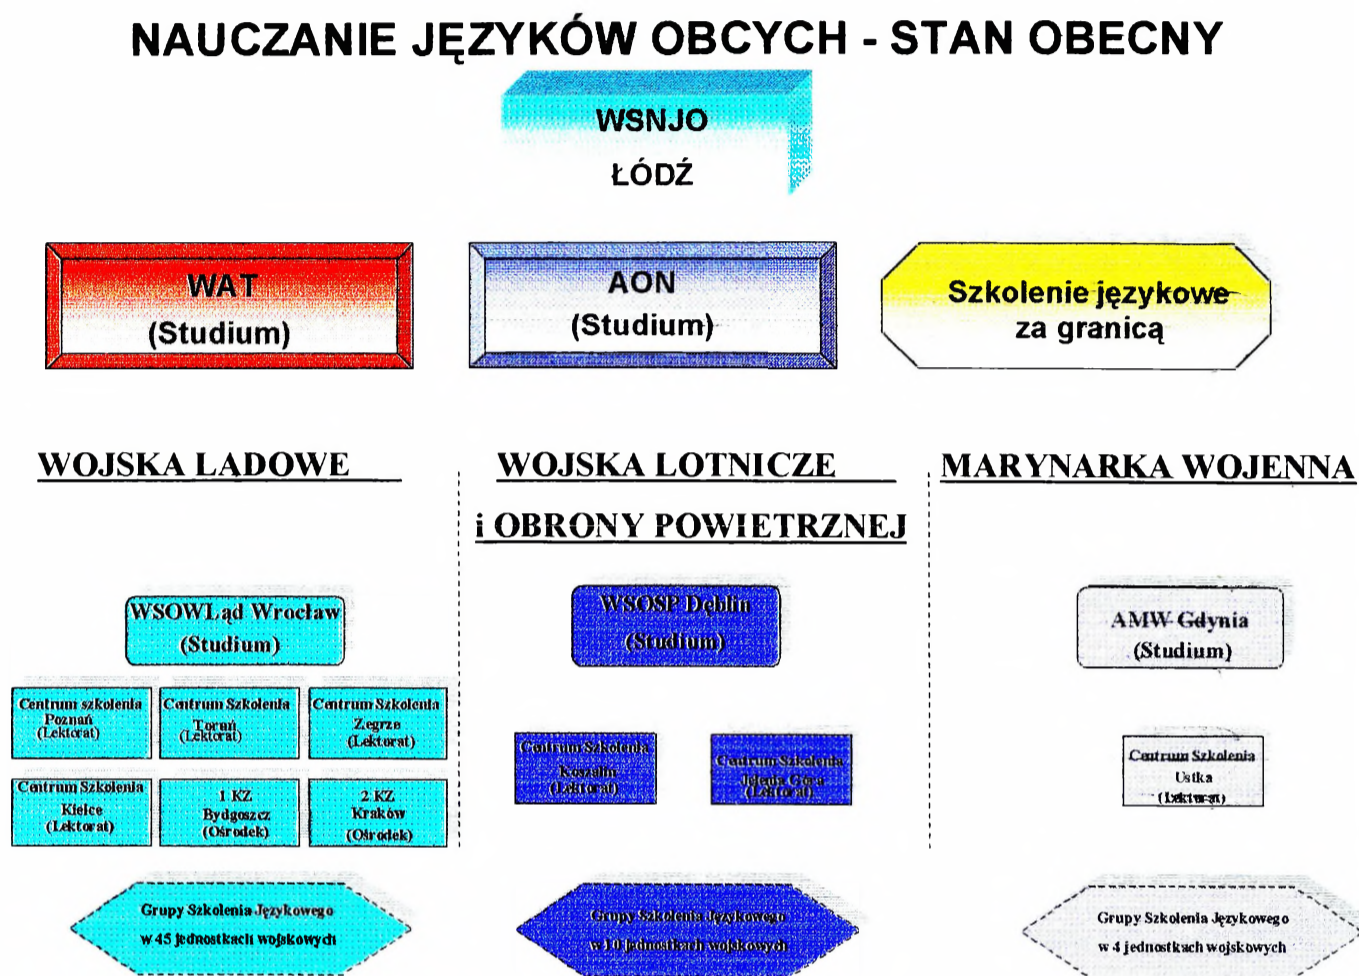 NAUCZANIE JĘZYKÓW OBCYCH - STAN OBECNY
WSNJO
ŁÓDŹ
WAT
(Studium)
AON
(Studium)
Szkolenie językowe
za granicą
WOJSKA LĄDOWE
WOJSKA LOTNICZE
i OBRONY POWIETRZNEJ
MARYNARKA WOJENNA
WSOWLąd Wrocław
(Studium)
WSOSP Dęblin
(Studium)
AMW Gdynia
(Studium)
Centrum szkolenia
Poznań
(Lektorat)
Centrum Szkolenia
Toruń
(Lektorat)
Centrum Szkolenia
Zegrze
(Lektorat)
Centrum Szkolenia
Koszalin
(Lektorat)
Centrum Szkolenia
Jelenia Góra
(Lektorat)
Centrum Szkolenia
Ustka
(Lektorat)
Centrum Szkolenia
Kielce
(Lektorat)
1 KZ
Bydgoszcz
(Ośrodek)
2 KZ
Kraków
(Ośrodek)
Grupy Szkolenia Językowego
w 45 jednostkach wojskowych
Grupy Szkolenia Językowego
w 10 jednostkach wojskowych
Grupy Szkolenia Językowego
w 4 jednostkach wojskowych